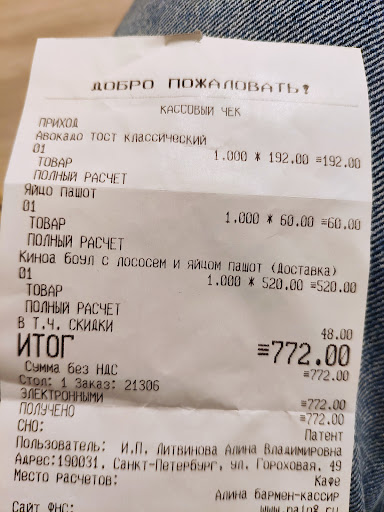 ДОБРО ПОЖАЛОВАТЬ!
КАССОВЫЙ ЧЕК
ПРИХОД
Авокадо тост классический
01 1.000 * 192.00 ≡192.00
ТОВАР
ПОЛНЫЙ РАСЧЕТ
Яйцо пашот
01 1.000 * 60.00 ≡60.00
ТОВАР
ПОЛНЫЙ РАСЧЕТ
Киноа боул с лососем и яйцом пашот (Доставка)
01 1.000 * 520.00 ≡520.00
ТОВАР
ПОЛНЫЙ РАСЧЕТ
В Т.Ч. СКИДКИ 48.00
ИТОГ ≡772.00
Сумма без НДС ≡772.00
Стол: 1 Заказ: 21306
ЭЛЕКТРОННЫМИ ≡772.00
ПОЛУЧЕНО ≡772.00
СНО: Патент
Пользователь: И.П. Литвинова Алина Владимировна
Адрес:190031, Санкт-Петербург, ул. Гороховая, 49
Место расчетов: Кафе
Алина бармен-кассир
Сайт ФНС: